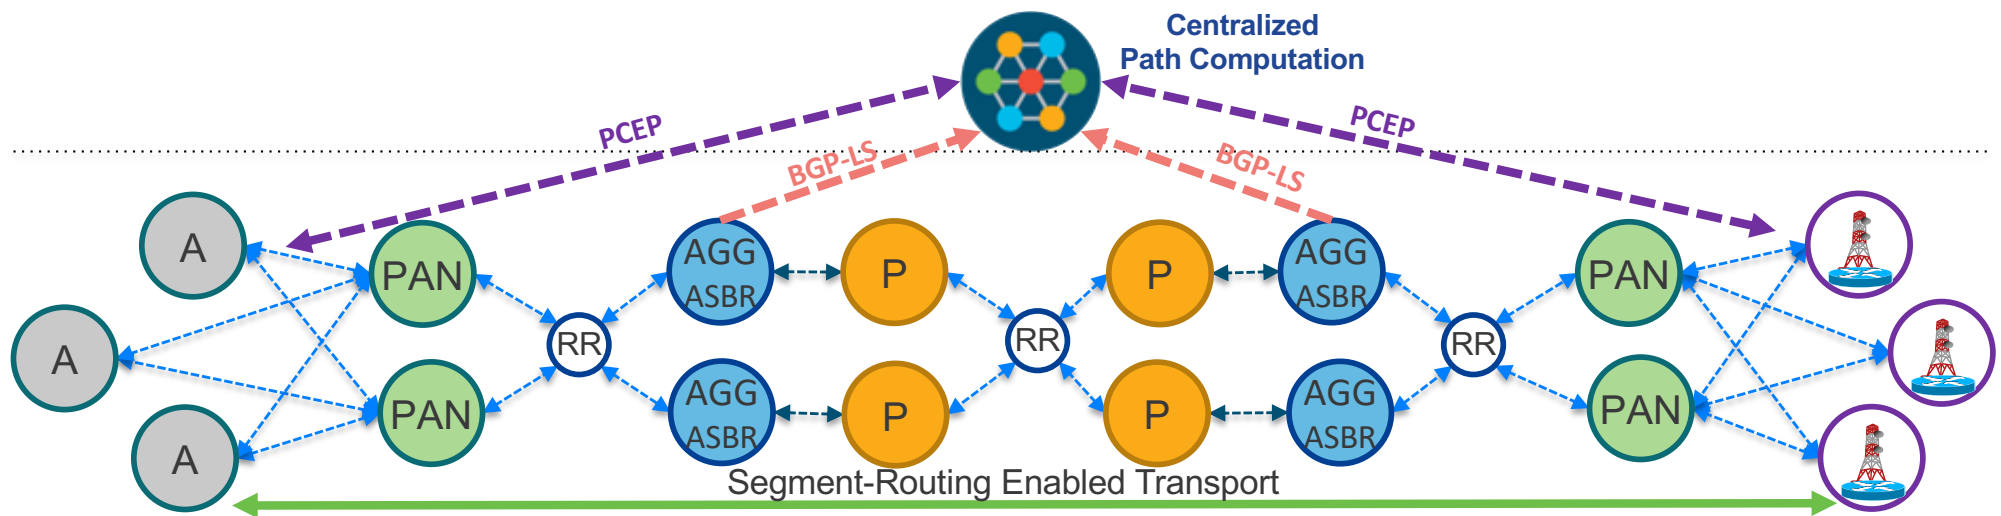 Centralized
Path Computation
PCEP
PCEP
BGP-LS
BGP-LS
A
PAN
AGG
ASBR
P
P
AGG
ASBR
PAN
A
RR
RR
RR
A
PAN
AGG
ASBR
P
P
AGG
ASBR
PAN
Segment-Routing Enabled Transport